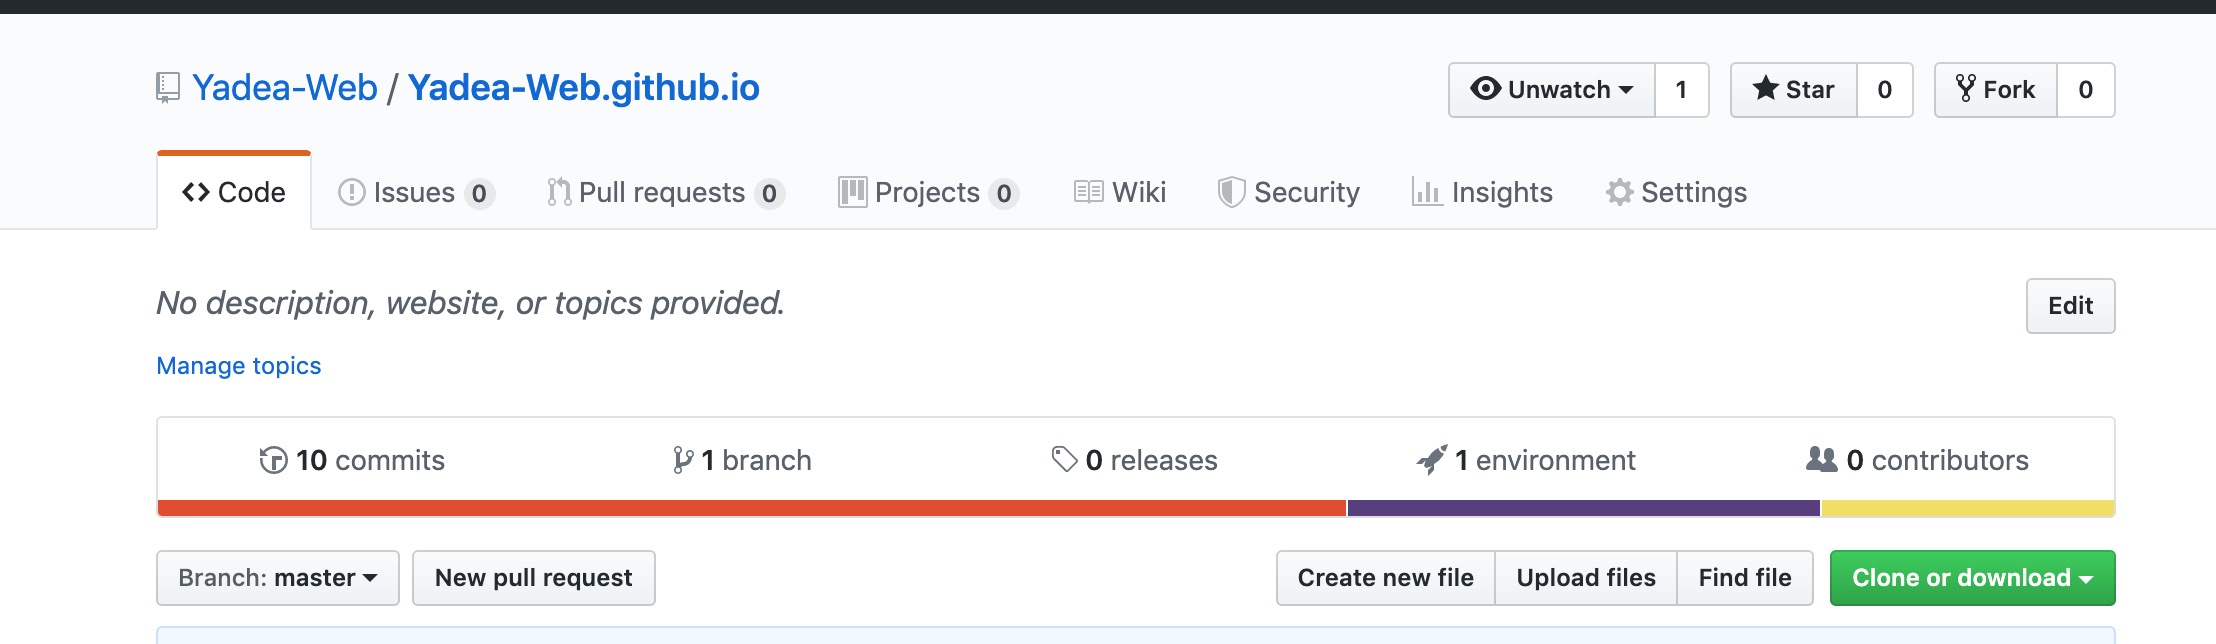 Yadea-Web / Yadea-Web.github.io
Unwatch 1 Star 0 Fork 0
Code Issues 0 Pull requests 0 Projects 0 Wiki Security Insights Settings
No description, website, or topics provided. Edit
Manage topics
10 commits 1 branch 0 releases 1 environment 0 contributors
Branch: master New pull request Create new file Upload files Find file Clone or download